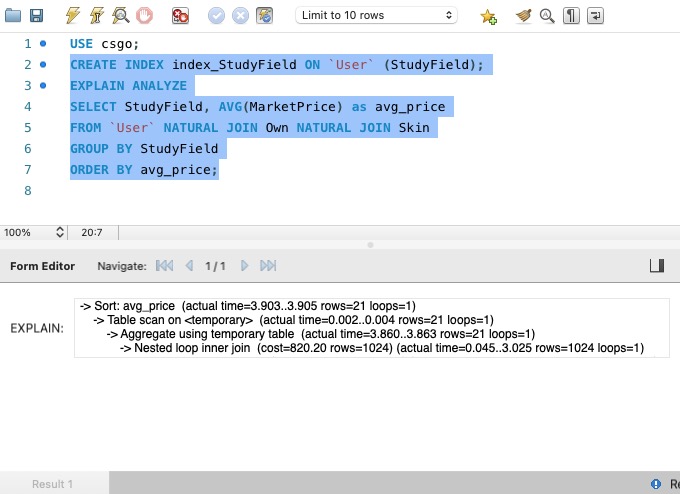 Limit to 10 rows
1 USE csgo;
2 CREATE INDEX index_StudyField ON `User` (StudyField);
3 EXPLAIN ANALYZE
4 SELECT StudyField, AVG(MarketPrice) as avg_price
5 FROM `User` NATURAL JOIN Own NATURAL JOIN Skin
6 GROUP BY StudyField
7 ORDER BY avg_price;
8
100% 20:7
Form Editor Navigate: 1 / 1
EXPLAIN:
-> Sort: avg_price (actual time=3.903..3.905 rows=21 loops=1)
-> Table scan on <temporary> (actual time=0.002..0.004 rows=21 loops=1)
-> Aggregate using temporary table (actual time=3.860..3.863 rows=21 loops=1)
-> Nested loop inner join (cost=820.20 rows=1024) (actual time=0.045..3.025 rows=1024 loops=1)
Result 1